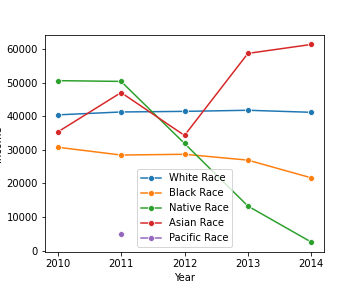 60000
50000
40000
30000
20000
10000
0
White Race
Black Race
Native Race
Asian Race
Pacific Race
2010 2011 2012 2013 2014
Year